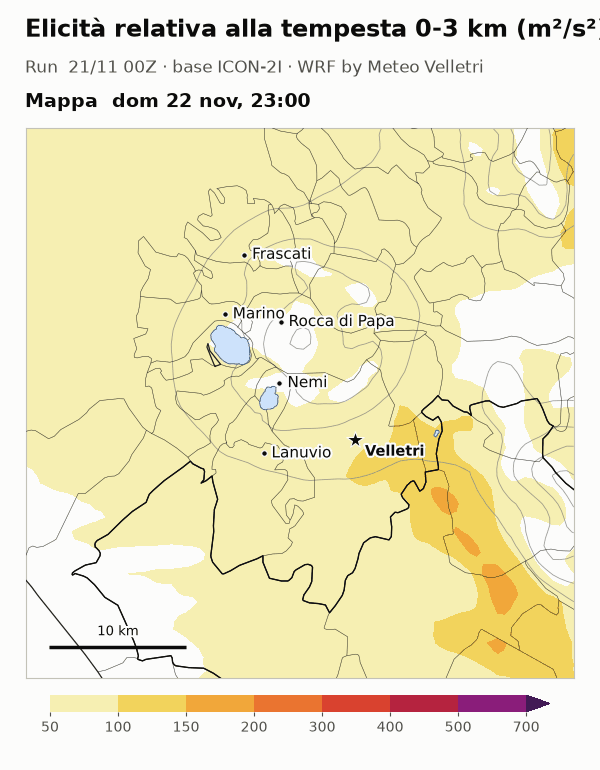 Elicità relativa alla tempesta 0-3 km (m²/s²)
Run 21/11 00Z · base ICON-2I · WRF by Meteo Velletri
Mappa dom 22 nov, 23:00
Frascati
Marino
Rocca di Papa
Nemi
Velletri
Lanuvio
10 km
50 100 150 200 300 400 500 700